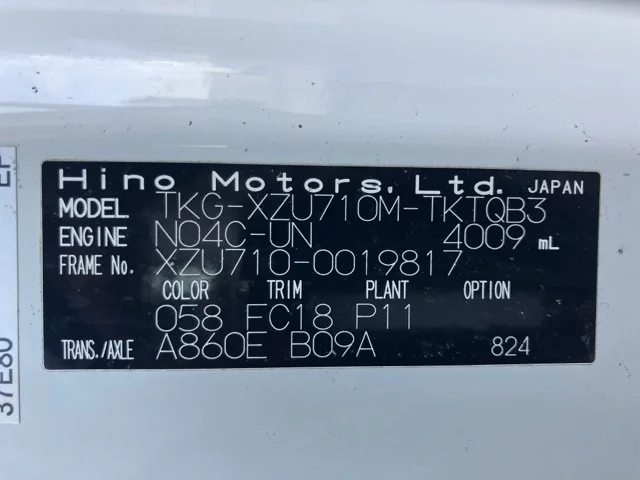 Hino Motors, Ltd. JAPAN
MODEL TKG-XZU710M-TKTQB3
ENGINE N04C-UN 4009 mL
FRAME No. XZU710-0019817
COLOR TRIM PLANT OPTION
058 FC18 P11
TRANS./AXLE A860E B09A 824
37E80